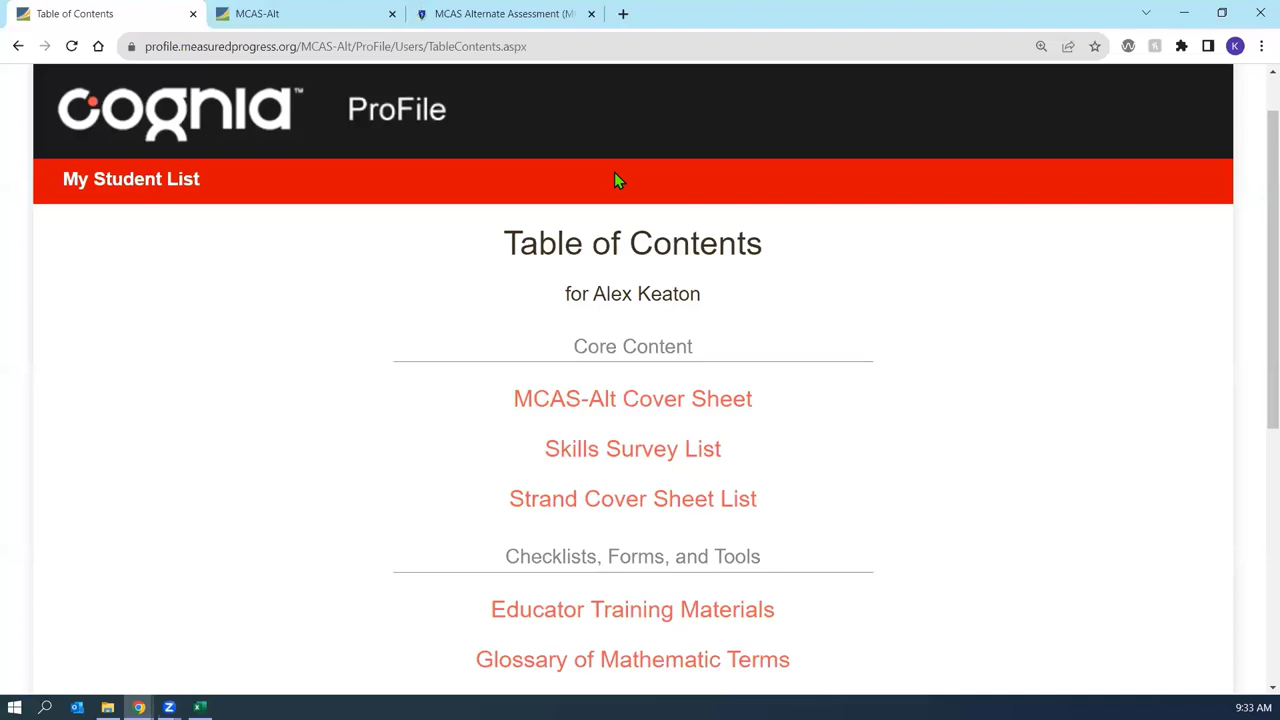 Table of Contents
MCAS-Alt
MCAS Alternate Assessment (M
profile.measuredprogress.org/MCAS-Alt/ProFile/Users/TableContents.aspx
K
cognia™
ProFile
My Student List
Table of Contents
for Alex Keaton
Core Content
MCAS-Alt Cover Sheet
Skills Survey List
Strand Cover Sheet List
Checklists, Forms, and Tools
Educator Training Materials
Glossary of Mathematic Terms
9:33 AM